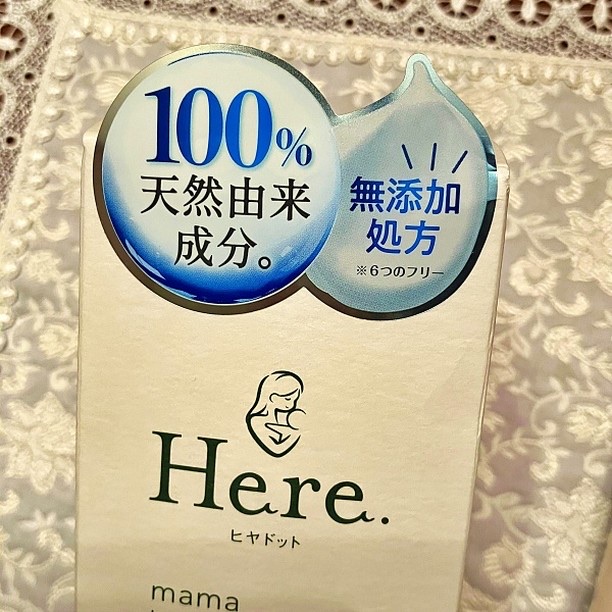 100%
天然由来
成分。
無添加
処方
※6つのフリー
Here.
ヒヤドット
mama